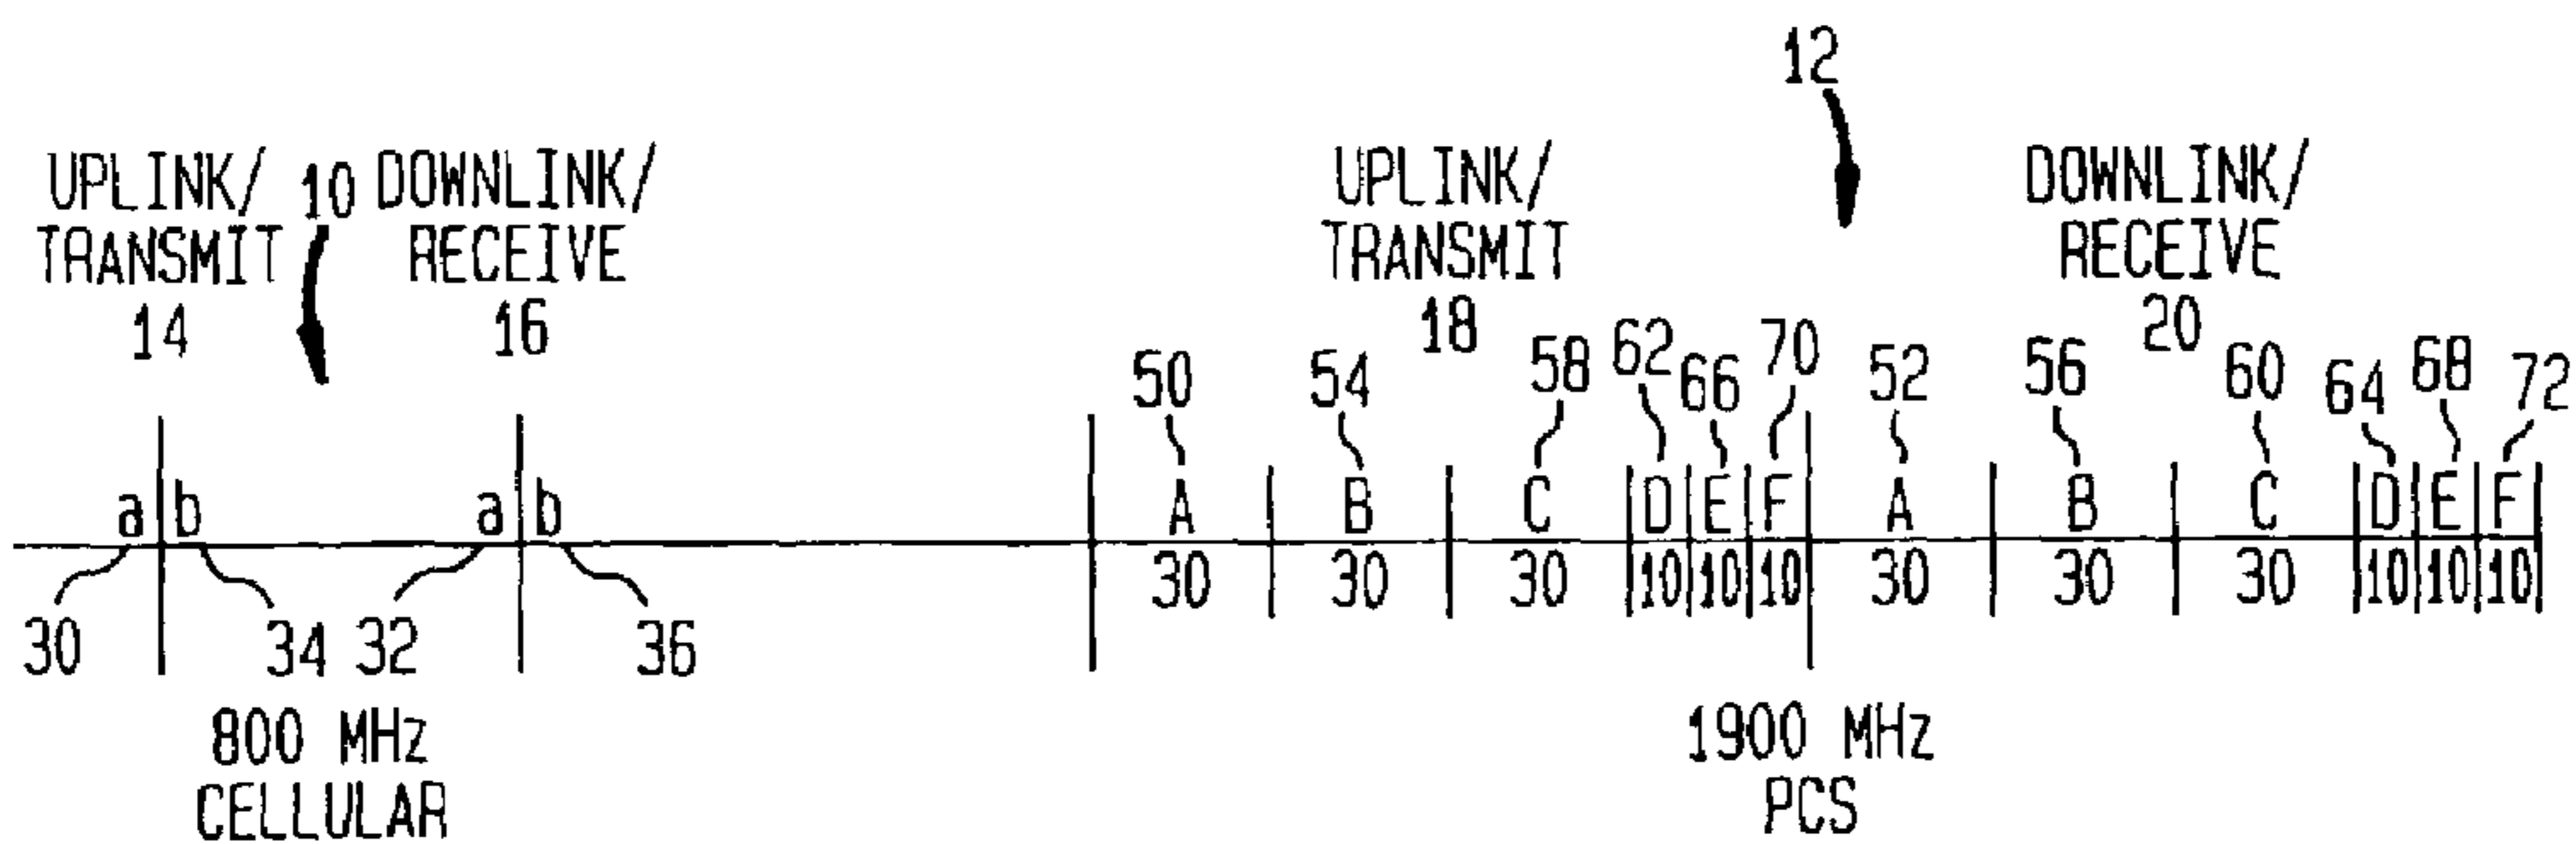 12
UPLINK/ 10 DOWNLINK/ UPLINK/ DOWNLINK/
TRANSMIT RECEIVE TRANSMIT RECEIVE
14 16 18 20
50 54 58 62 66 70 52 56 60 64 68 72
a b a b A B C D E F A B C D E F
30 30 30 10 10 10 30 30 30 10 10 10
30 34 32 36
800 MHz 1900 MHz
CELLULAR PCS